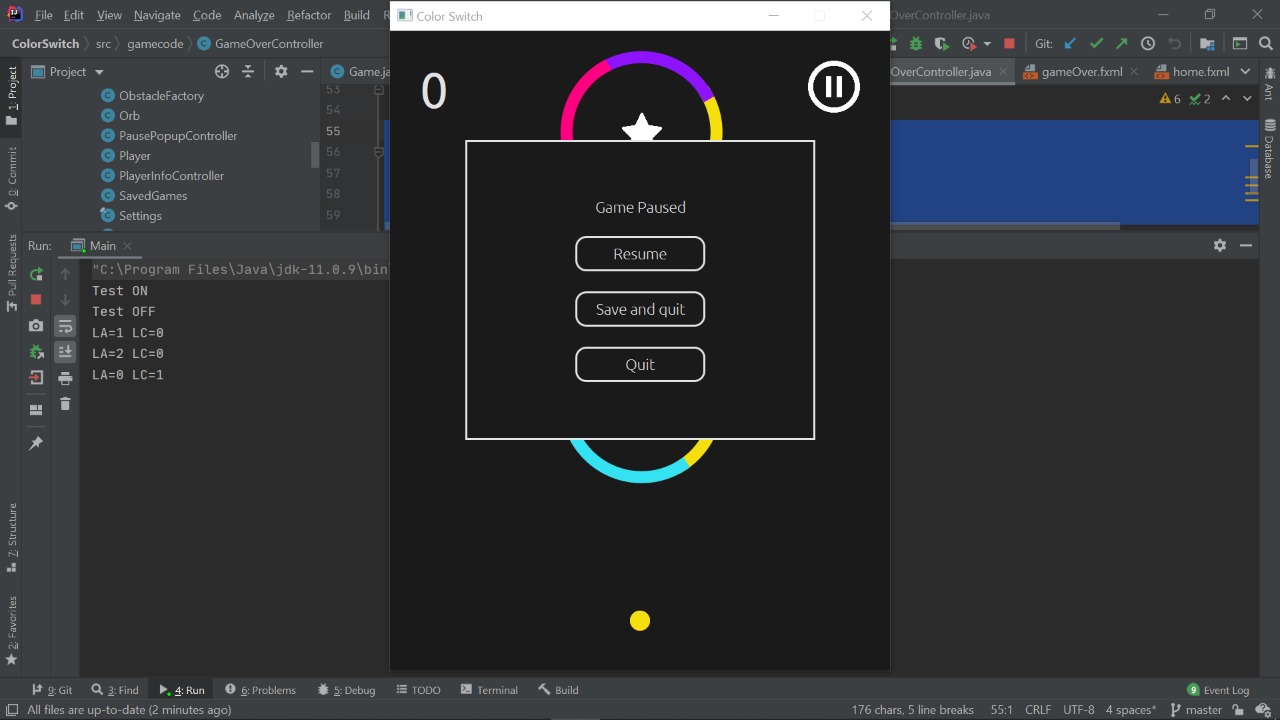 File Edit View Navigate Code Analyze Refactor Build
Color Switch
OverController.java
ColorSwitch src gamecode GameOverController
Git:
Project
Game.ja
OverController.java gameOver.fxml home.fxml
0
6 2
ObstacleFactory
Orb
PausePopupController
Player
PlayerInfoController
SavedGames
Settings
53
54
55
56
57
58
59
1: Project
0: Commit
Pull Requests
7: Structure
2: Favorites
Ant
Database
Game Paused
Resume
Save and quit
Quit
Run: Main
"C:\Program Files\Java\jdk-11.0.9\bin
Test ON
Test OFF
LA=1 LC=0
LA=2 LC=0
LA=0 LC=1
9: Git 3: Find 4: Run 6: Problems 5: Debug TODO Terminal Build 9 Event Log
All files are up-to-date (2 minutes ago) 176 chars, 5 line breaks 55:1 CRLF UTF-8 4 spaces* master